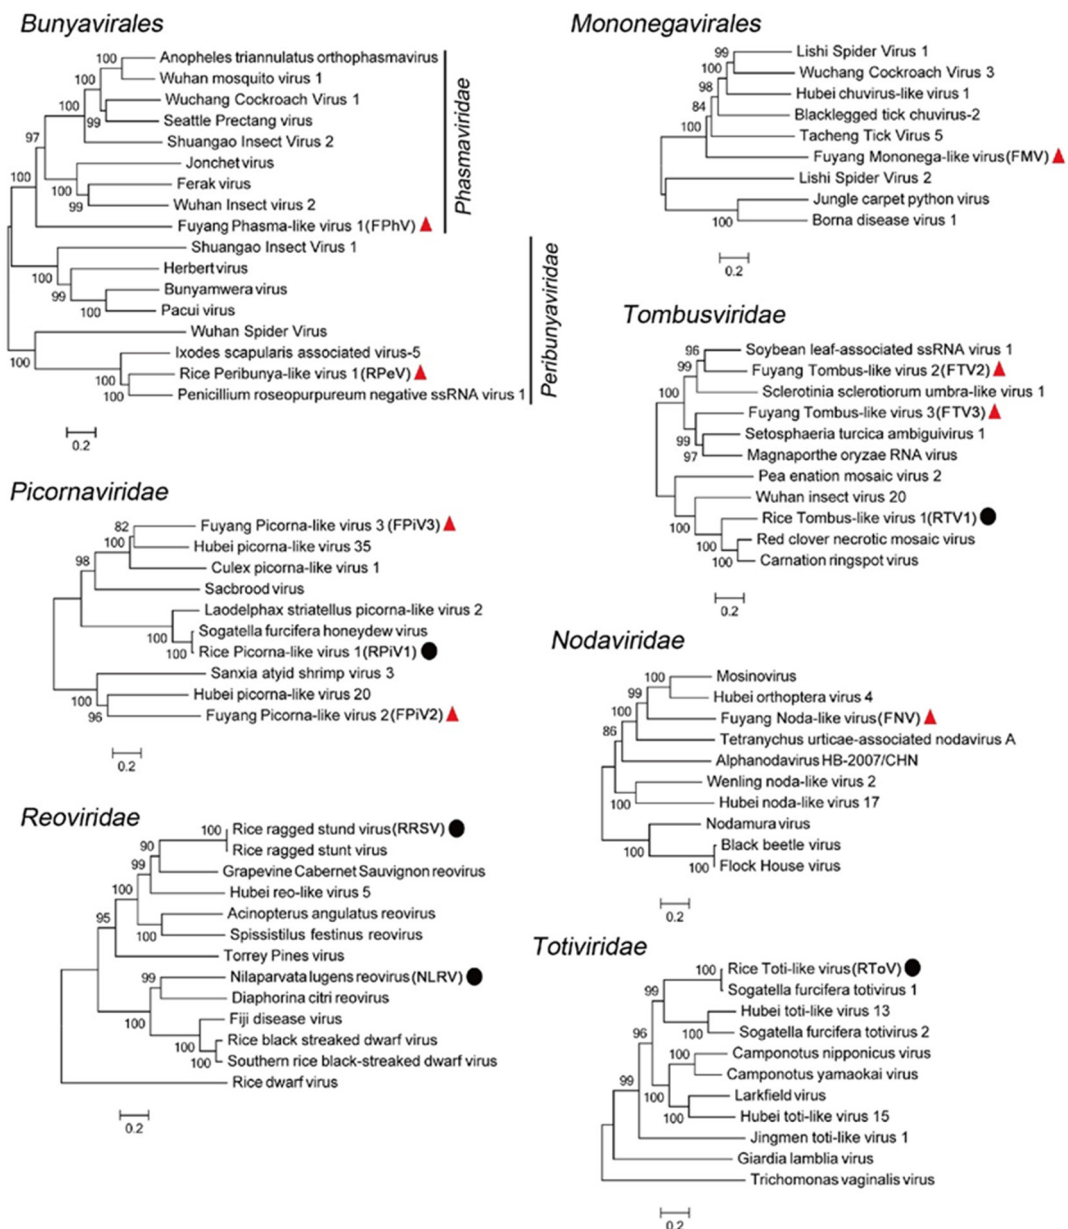 Bunyavirales
100 Anopheles triannulatus orthophasmavirus
100 Wuhan mosquito virus 1
100 Wuchang Cockroach Virus 1
99 Seattle Prectang virus
97 Shuangao Insect Virus 2
Jonchet virus
100 100 Ferak virus
99 Wuhan Insect virus 2
Fuyang Phasma-like virus 1(FPhV)
Phasmaviridae
Shuangao Insect Virus 1
100 Herbert virus
99 Bunyamwera virus
100 Pacui virus
Wuhan Spider Virus
100 Ixodes scapularis associated virus-5
100 Rice Peribunya-like virus 1(RPeV)
100 Penicillium roseopurpureum negative ssRNA virus 1
Peribunyaviridae
0.2
Picornaviridae
82 Fuyang Picorna-like virus 3 (FPiV3)
100 Hubei picorna-like virus 35
98 Culex picorna-like virus 1
Sacbrood virus
Laodelphax striatellus picorna-like virus 2
100 Sogatella furcifera honeydew virus
100 Rice Picorna-like virus 1(RPiV1)
Sanxia atyid shrimp virus 3
100 Hubei picorna-like virus 20
96 Fuyang Picorna-like virus 2(FPiV2)
0.2
Reoviridae
100 Rice ragged stund virus(RRSV)
90 Rice ragged stunt virus
99 Grapevine Cabernet Sauvignon reovirus
100 Hubei reo-like virus 5
95 Acinopterus angulatus reovirus
100 Spissistilus festinus reovirus
Torrey Pines virus
99 Nilaparvata lugens reovirus(NLRV)
Diaphorina citri reovirus
100 Fiji disease virus
100 Rice black streaked dwarf virus
100 Southern rice black-streaked dwarf virus
Rice dwarf virus
0.2
Mononegavirales
99 Lishi Spider Virus 1
100 Wuchang Cockroach Virus 3
98 Hubei chuvirus-like virus 1
84 Blacklegged tick chuvirus-2
100 Tacheng Tick Virus 5
Fuyang Mononega-like virus(FMV)
Lishi Spider Virus 2
Jungle carpet python virus
100 Borna disease virus 1
0.2
Tombusviridae
96 Soybean leaf-associated ssRNA virus 1
99 Fuyang Tombus-like virus 2(FTV2)
100 Sclerotinia sclerotiorum umbra-like virus 1
Fuyang Tombus-like virus 3(FTV3)
99 Setosphaeria turcica ambiguivirus 1
97 Magnaporthe oryzae RNA virus
Pea enation mosaic virus 2
Wuhan insect virus 20
100 Rice Tombus-like virus 1(RTV1)
100 Red clover necrotic mosaic virus
100 Carnation ringspot virus
0.2
Nodaviridae
100 Mosinovirus
99 Hubei orthoptera virus 4
100 Fuyang Noda-like virus(FNV)
86 Tetranychus urticae-associated nodavirus A
Alphanodavirus HB-2007/CHN
Wenling noda-like virus 2
100 Hubei noda-like virus 17
Nodamura virus
100 Black beetle virus
100 Flock House virus
0.2
Totiviridae
100 Rice Toti-like virus(RToV)
99 Sogatella furcifera totivirus 1
Hubei toti-like virus 13
96 100 Sogatella furcifera totivirus 2
100 Camponotus nipponicus virus
99 Camponotus yamaokai virus
100 Larkfield virus
100 Hubei toti-like virus 15
Jingmen toti-like virus 1
Giardia lamblia virus
Trichomonas vaginalis virus
0.2